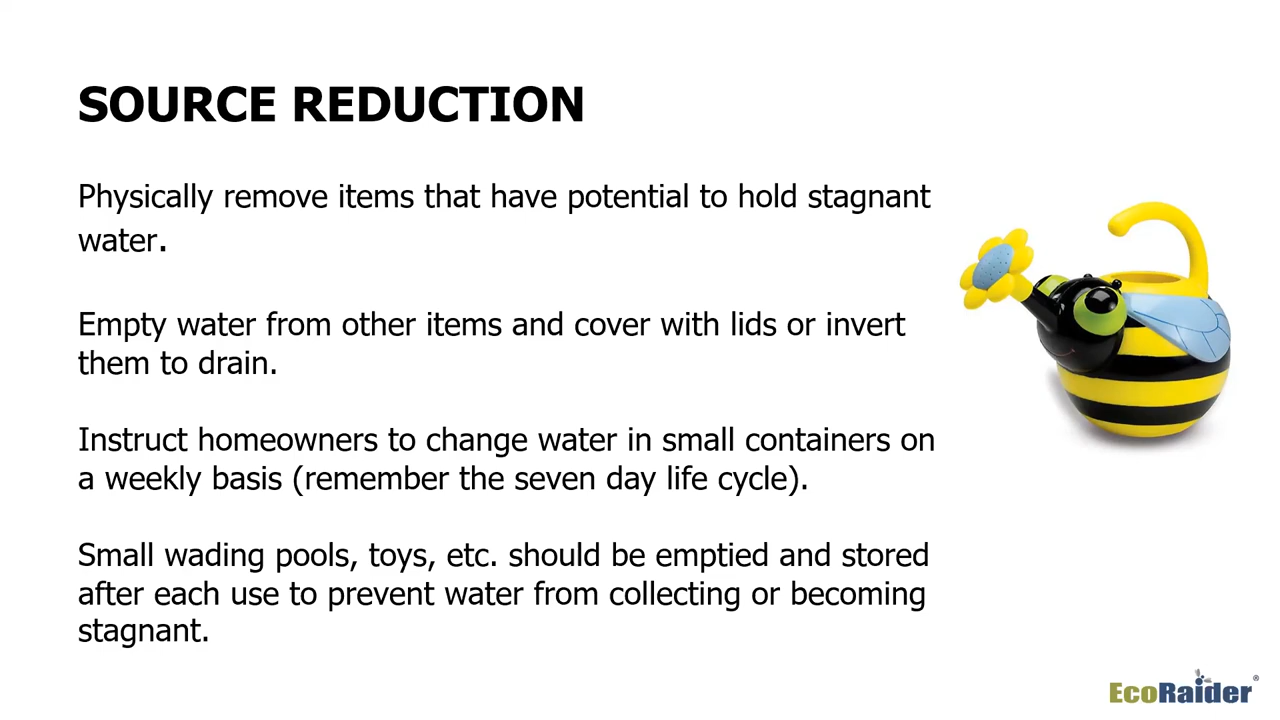 SOURCE REDUCTION
Physically remove items that have potential to hold stagnant
water.
Empty water from other items and cover with lids or invert
them to drain.
Instruct homeowners to change water in small containers on
a weekly basis (remember the seven day life cycle).
Small wading pools, toys, etc. should be emptied and stored
after each use to prevent water from collecting or becoming
stagnant.
EcoRaider®